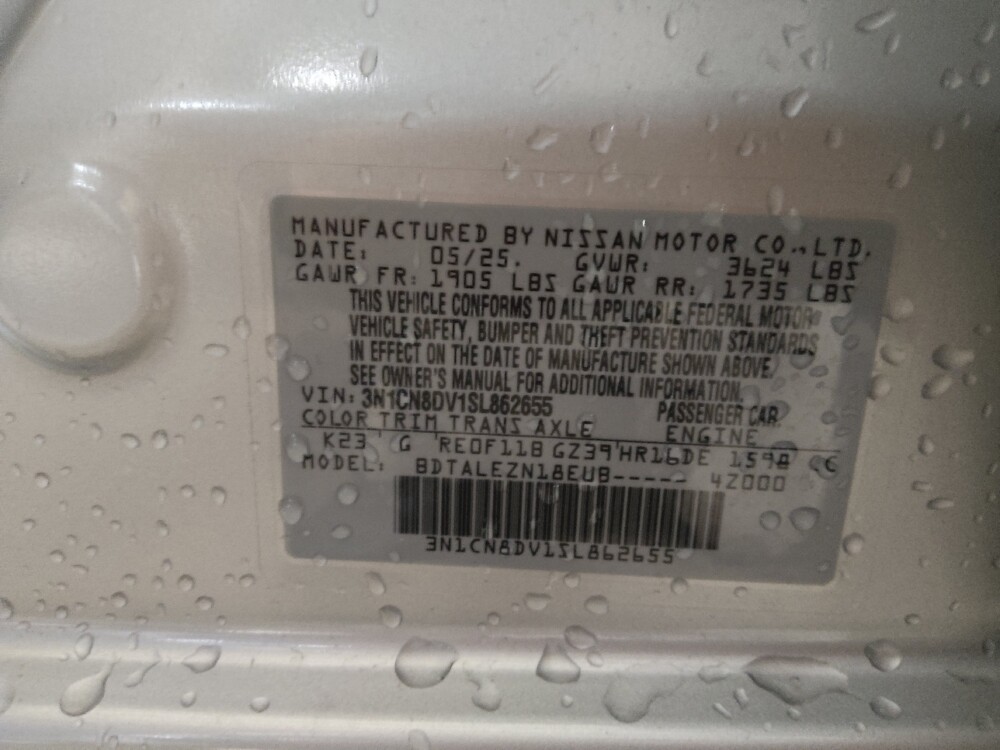 MANUFACTURED BY NISSAN MOTOR CO.,LTD.
DATE: 05/25. GVWR: 3624 LBS
GAWR FR: 1905 LBS GAWR RR: 1735 LBS
THIS VEHICLE CONFORMS TO ALL APPLICABLE FEDERAL MOTOR
VEHICLE SAFETY, BUMPER AND THEFT PREVENTION STANDARDS
IN EFFECT ON THE DATE OF MANUFACTURE SHOWN ABOVE.
SEE OWNER'S MANUAL FOR ADDITIONAL INFORMATION.
VIN: 3N1CN8DV1SL862655 PASSENGER CAR
COLOR TRIM TRANS AXLE ENGINE
K23 G RE0F11B GZ39 HR16DE 1598
MODEL: BDTALEZN18EUB----- 4Z000
3N1CN8DV1SL862655